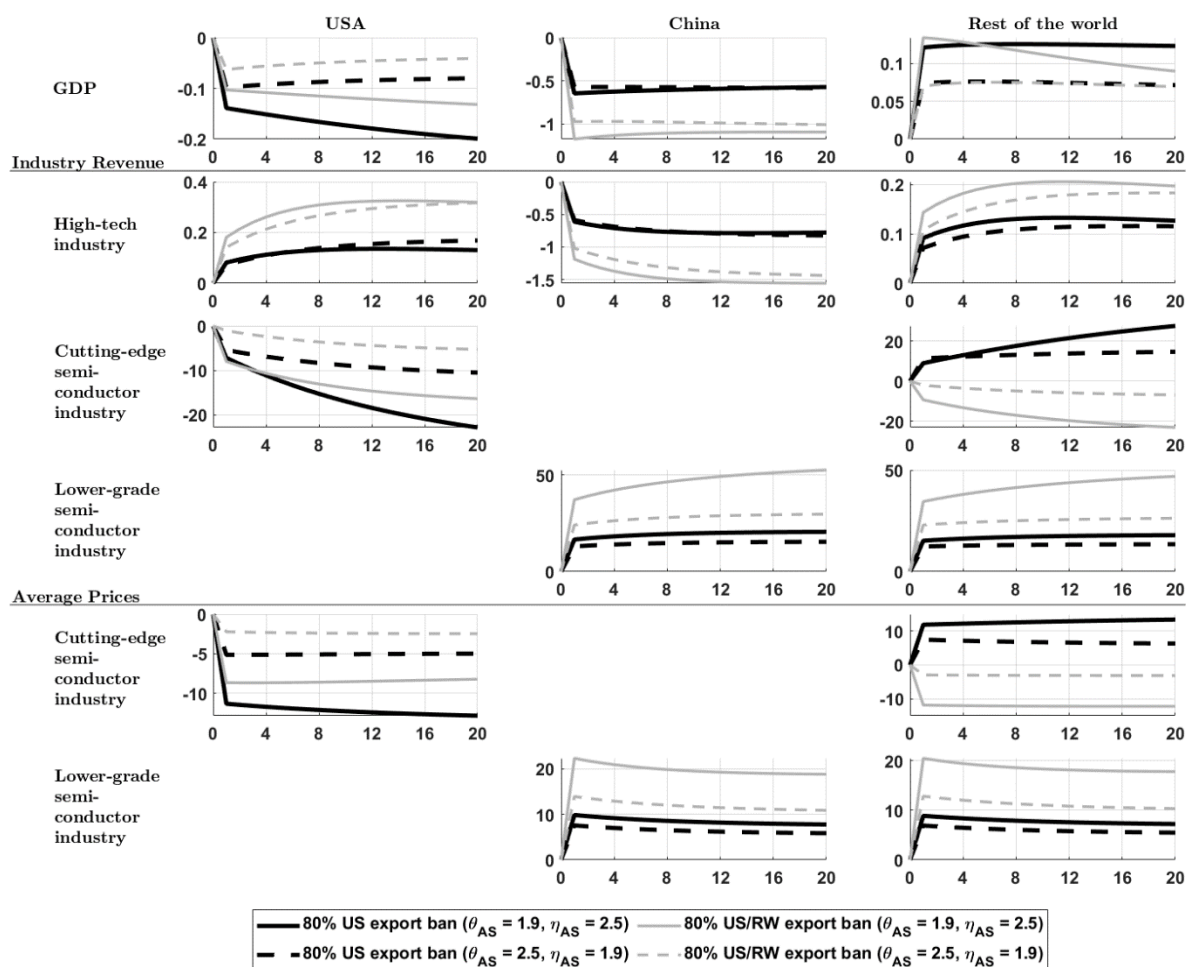 USA China Rest of the world
GDP
0 -0.1 -0.2
0 4 8 12 16 20
0 -0.5 -1
0 4 8 12 16 20
0.1 0.05 0
0 4 8 12 16 20
Industry Revenue
High-tech
industry
0.4 0.2 0
0 4 8 12 16 20
0 -0.5 -1 -1.5
0 4 8 12 16 20
0.2 0.1 0
0 4 8 12 16 20
Cutting-edge
semi-
conductor
industry
0 -10 -20
0 4 8 12 16 20
20 0 -20
0 4 8 12 16 20
Lower-grade
semi-
conductor
industry
50 0
0 4 8 12 16 20
50 0
0 4 8 12 16 20
Average Prices
Cutting-edge
semi-
conductor
industry
0 -5 -10
0 4 8 12 16 20
10 0 -10
0 4 8 12 16 20
Lower-grade
semi-
conductor
industry
20 10 0
0 4 8 12 16 20
20 10 0
0 4 8 12 16 20
80% US export ban (θAS = 1.9, ηAS = 2.5) 80% US/RW export ban (θAS = 1.9, ηAS = 2.5)
80% US export ban (θAS = 2.5, ηAS = 1.9) 80% US/RW export ban (θAS = 2.5, ηAS = 1.9)